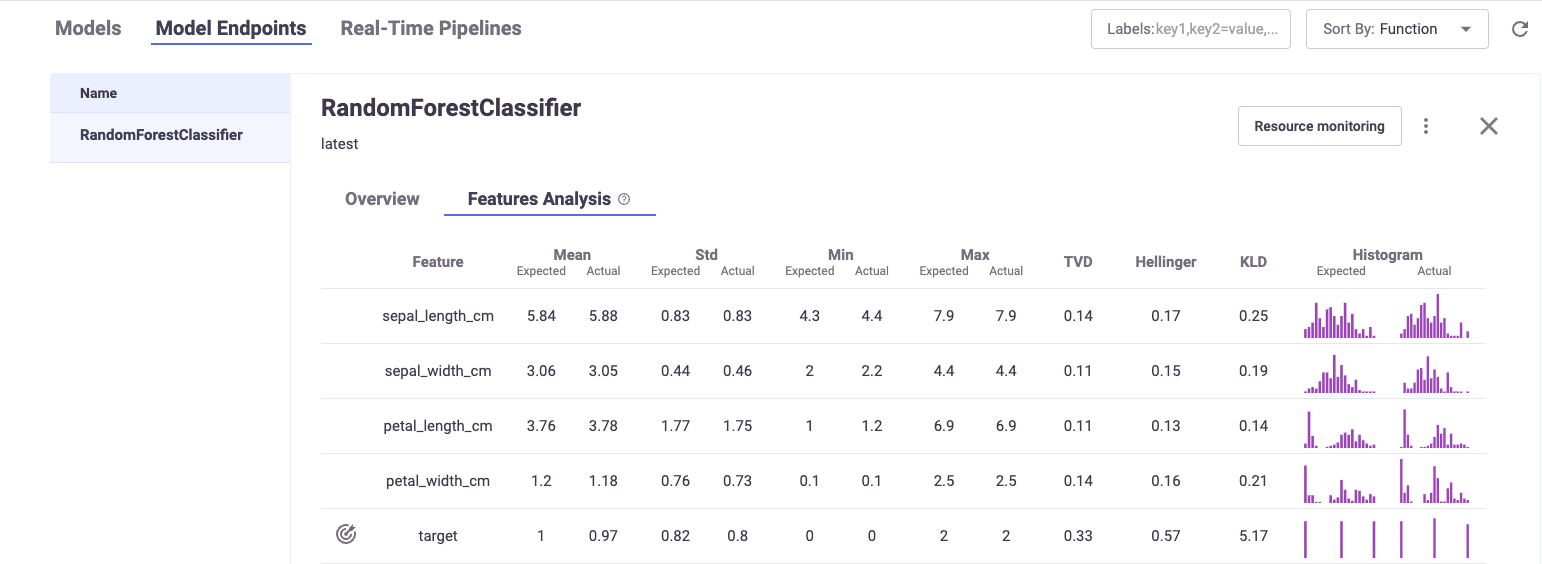 Models Model Endpoints Real-Time Pipelines Labels:key1,key2=value,... Sort By: Function
Name
RandomForestClassifier
RandomForestClassifier
latest
Resource monitoring
Overview Features Analysis ?
Feature Mean Std Min Max TVD Hellinger KLD Histogram
Expected Actual Expected Actual Expected Actual Expected Actual Expected Actual
sepal_length_cm 5.84 5.88 0.83 0.83 4.3 4.4 7.9 7.9 0.14 0.17 0.25
sepal_width_cm 3.06 3.05 0.44 0.46 2 2.2 4.4 4.4 0.11 0.15 0.19
petal_length_cm 3.76 3.78 1.77 1.75 1 1.2 6.9 6.9 0.11 0.13 0.14
petal_width_cm 1.2 1.18 0.76 0.73 0.1 0.1 2.5 2.5 0.14 0.16 0.21
target 1 0.97 0.82 0.8 0 0 2 2 0.33 0.57 5.17